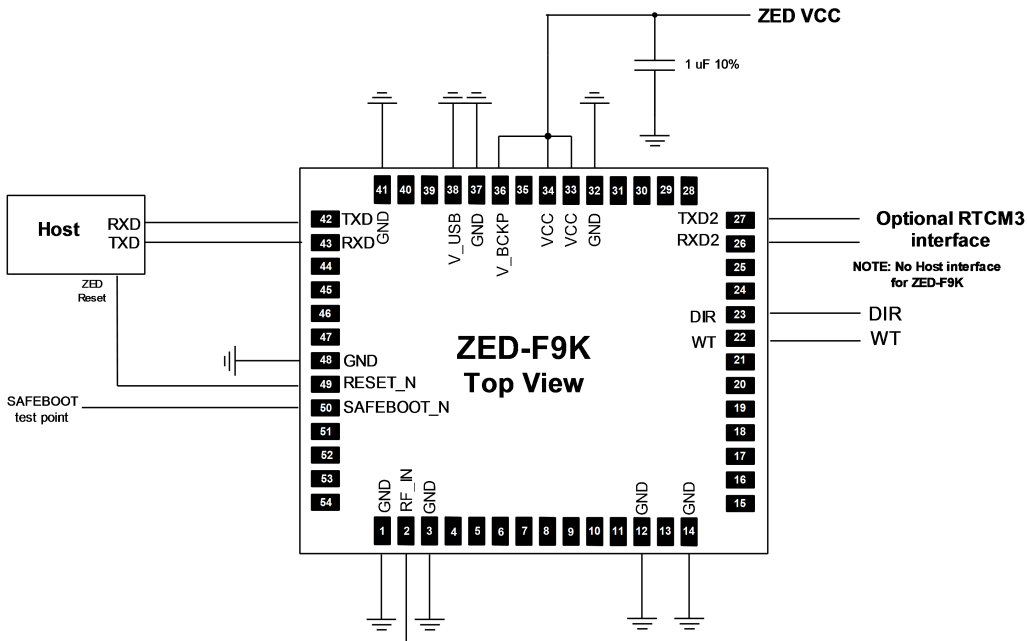 ZED VCC
1 uF 10%
41 40 39 38 37 36 35 34 33 32 31 30 29 28
GND
V_USB
GND
V_BCKP
VCC
VCC
GND
Host
RXD
TXD
ZED
Reset
42 TXD
43 RXD
44
45
46
47
48 GND
49 RESET_N
50 SAFEBOOT_N
51
52
53
54
SAFEBOOT
test point
ZED-F9K
Top View
TXD2 27
RXD2 26
25
24
DIR 23
WT 22
21
20
19
18
17
16
15
Optional RTCM3
interface
NOTE: No Host interface
for ZED-F9K
DIR
WT
GND
RF_IN
GND
GND
GND
1 2 3 4 5 6 7 8 9 10 11 12 13 14